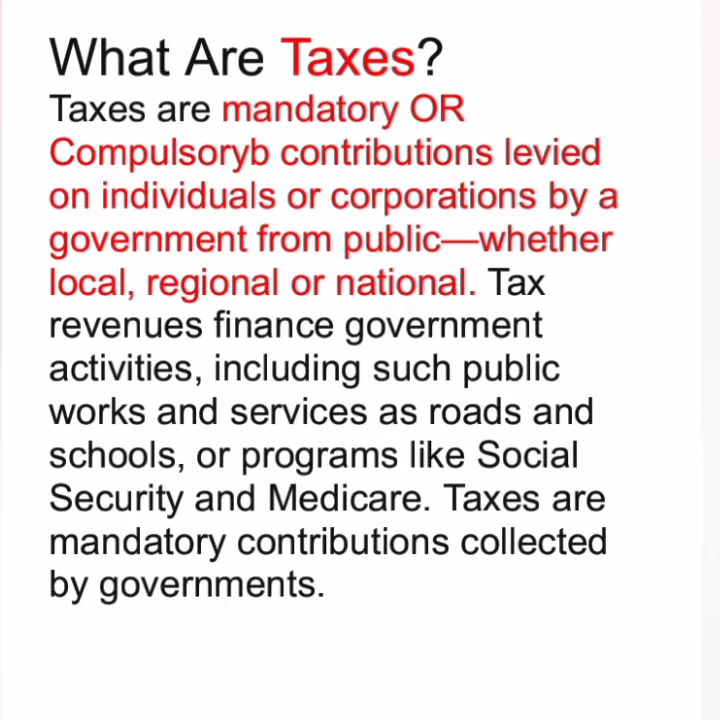 What Are Taxes?
Taxes are mandatory OR
Compulsoryb contributions levied
on individuals or corporations by a
government from public—whether
local, regional or national. Tax
revenues finance government
activities, including such public
works and services as roads and
schools, or programs like Social
Security and Medicare. Taxes are
mandatory contributions collected
by governments.